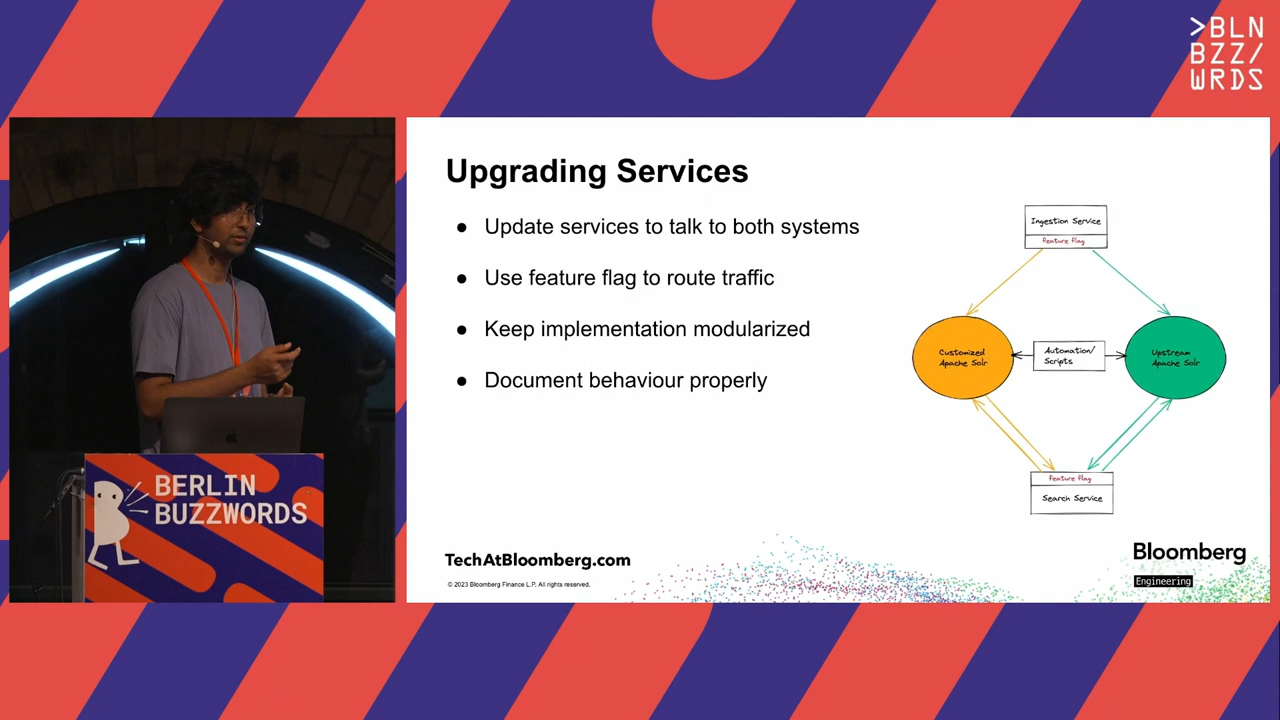 >BLN
BZZ/
WRDS
Upgrading Services
● Update services to talk to both systems
● Use feature flag to route traffic
● Keep implementation modularized
● Document behaviour properly
Ingestion Service
Feature flag
Customized
Apache Solr
Automation/
Scripts
Upstream
Apache Solr
Feature flag
Search Service
BERLIN
BUZZWORDS
TechAtBloomberg.com
© 2023 Bloomberg Finance L.P. All rights reserved.
Bloomberg
Engineering